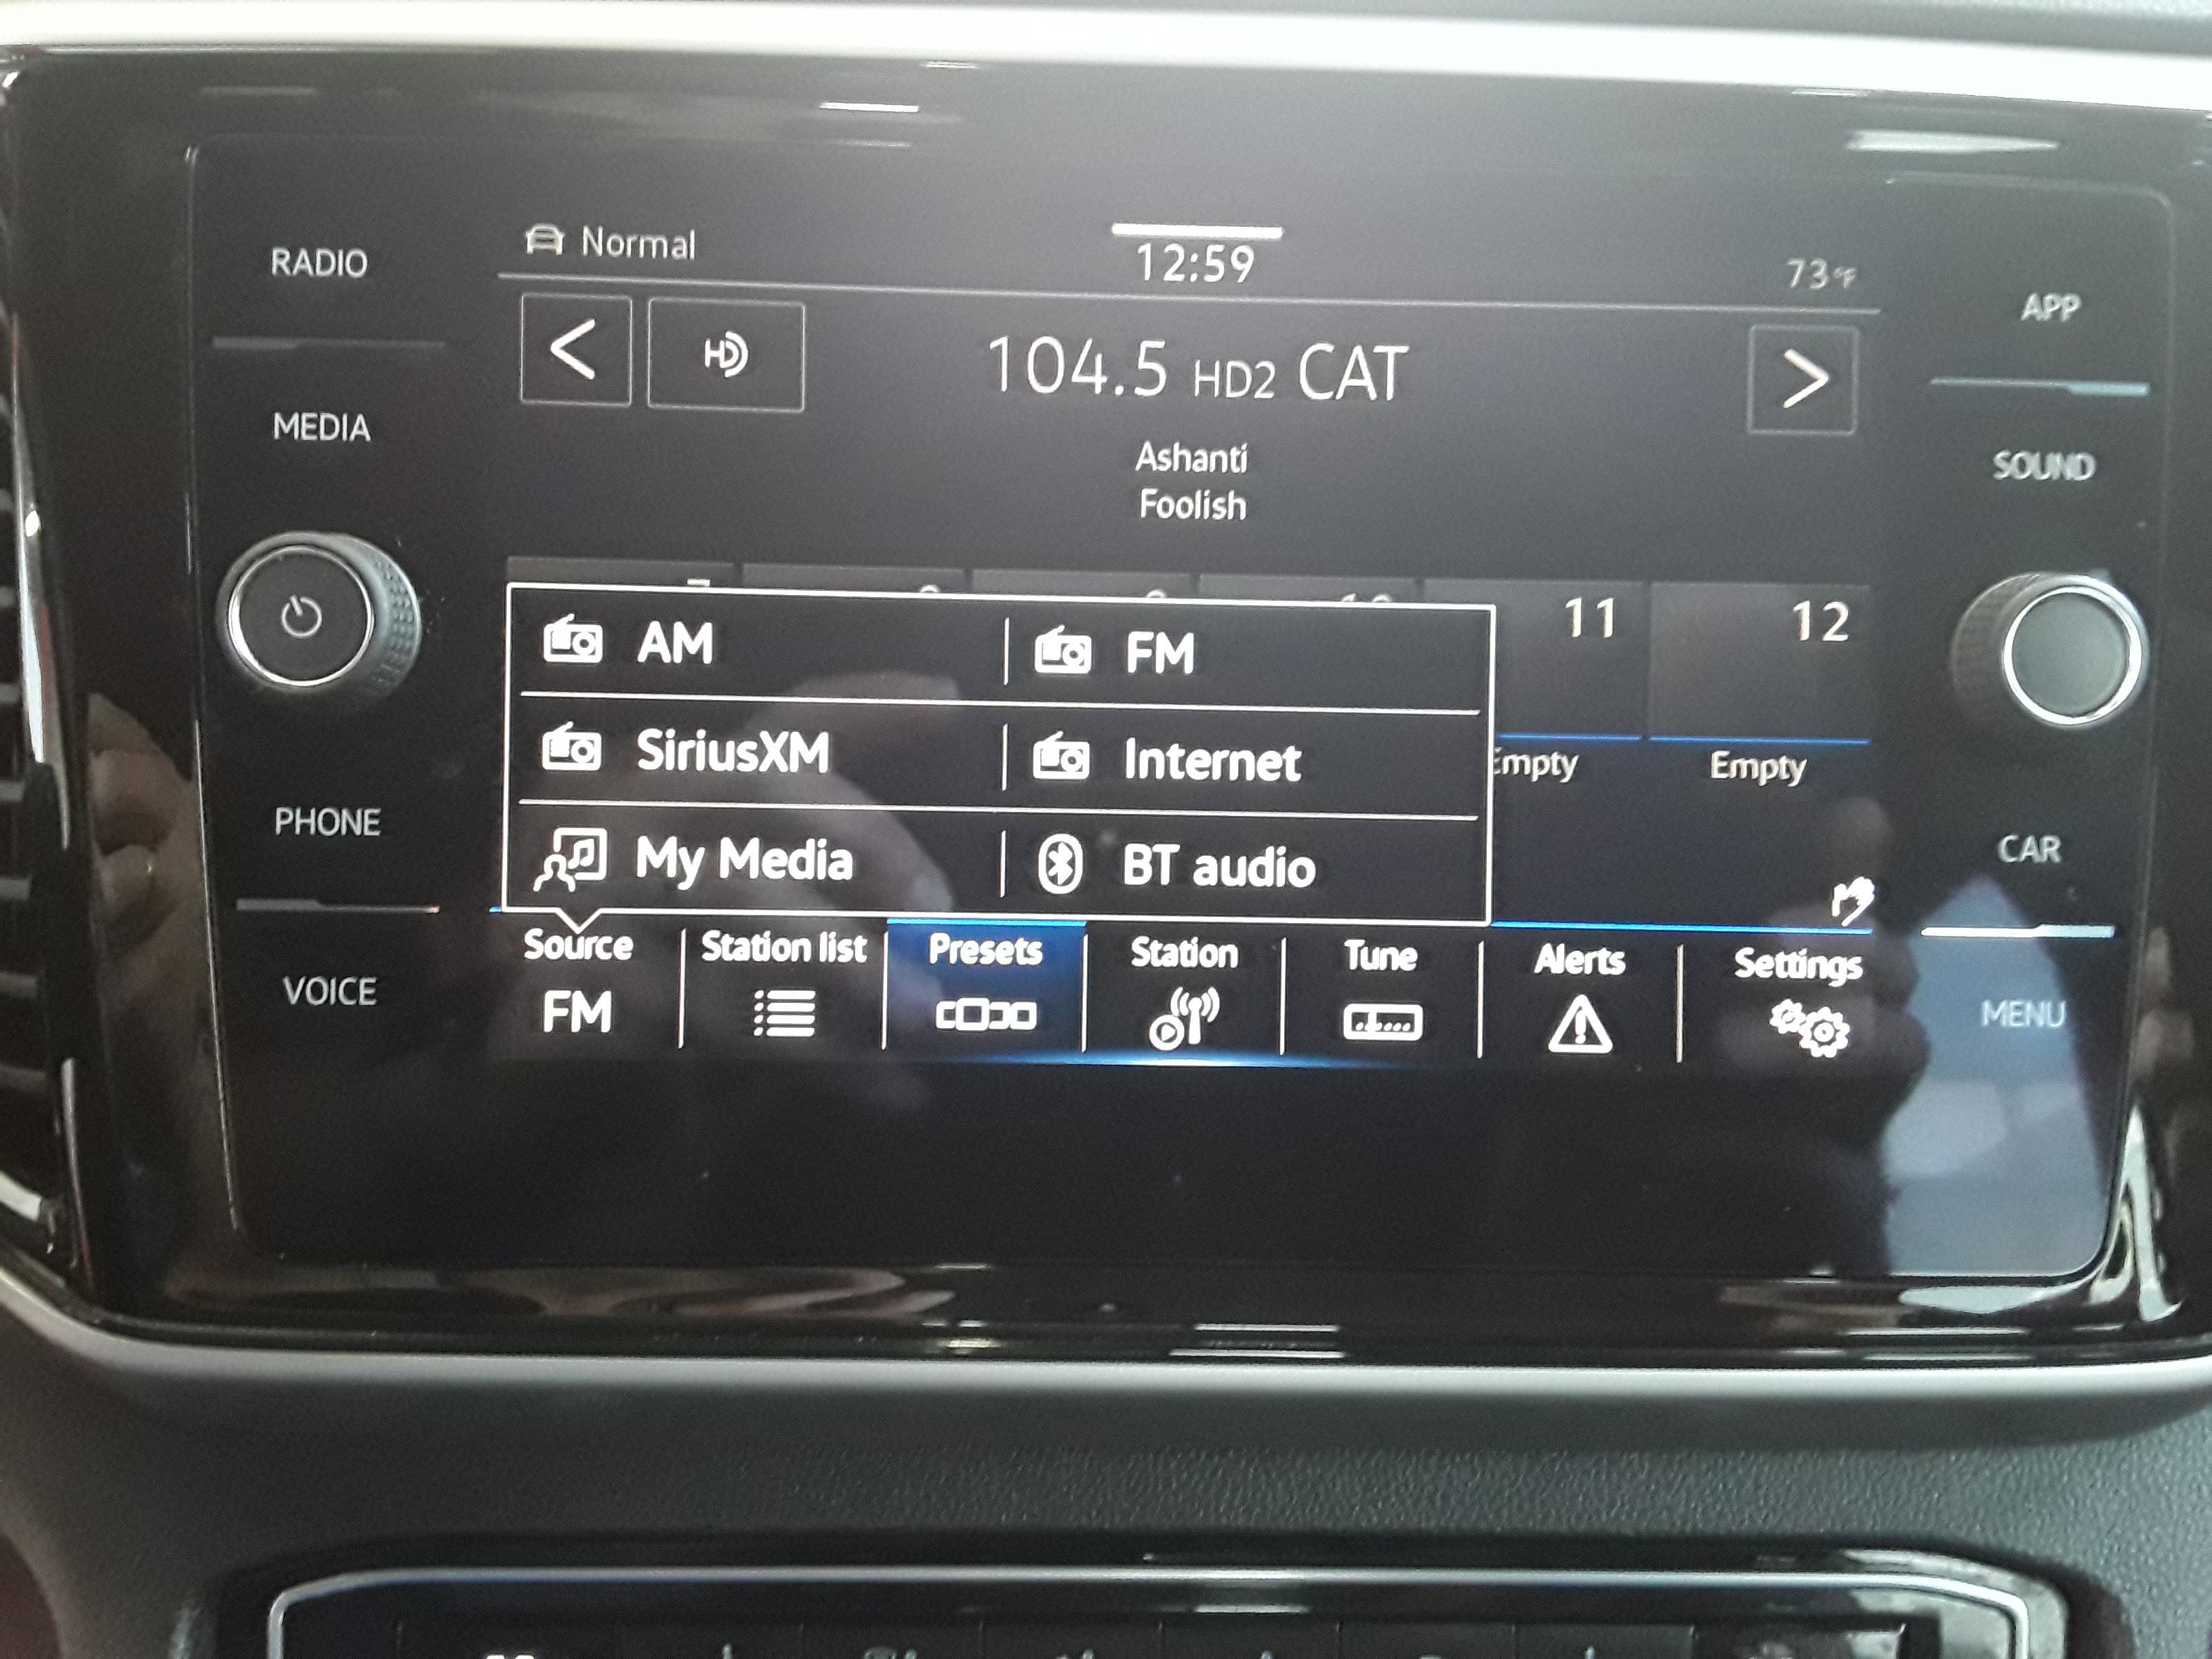 RADIO
MEDIA
PHONE
VOICE
Normal
12:59
73°F
HD
104.5 HD2 CAT
Ashanti
Foolish
11
12
AM
FM
SiriusXM
Internet
Empty
My Media
BT audio
Source
FM
Station list
Presets
Station
Tune
Alerts
Settings
APP
SOUND
CAR
MENU